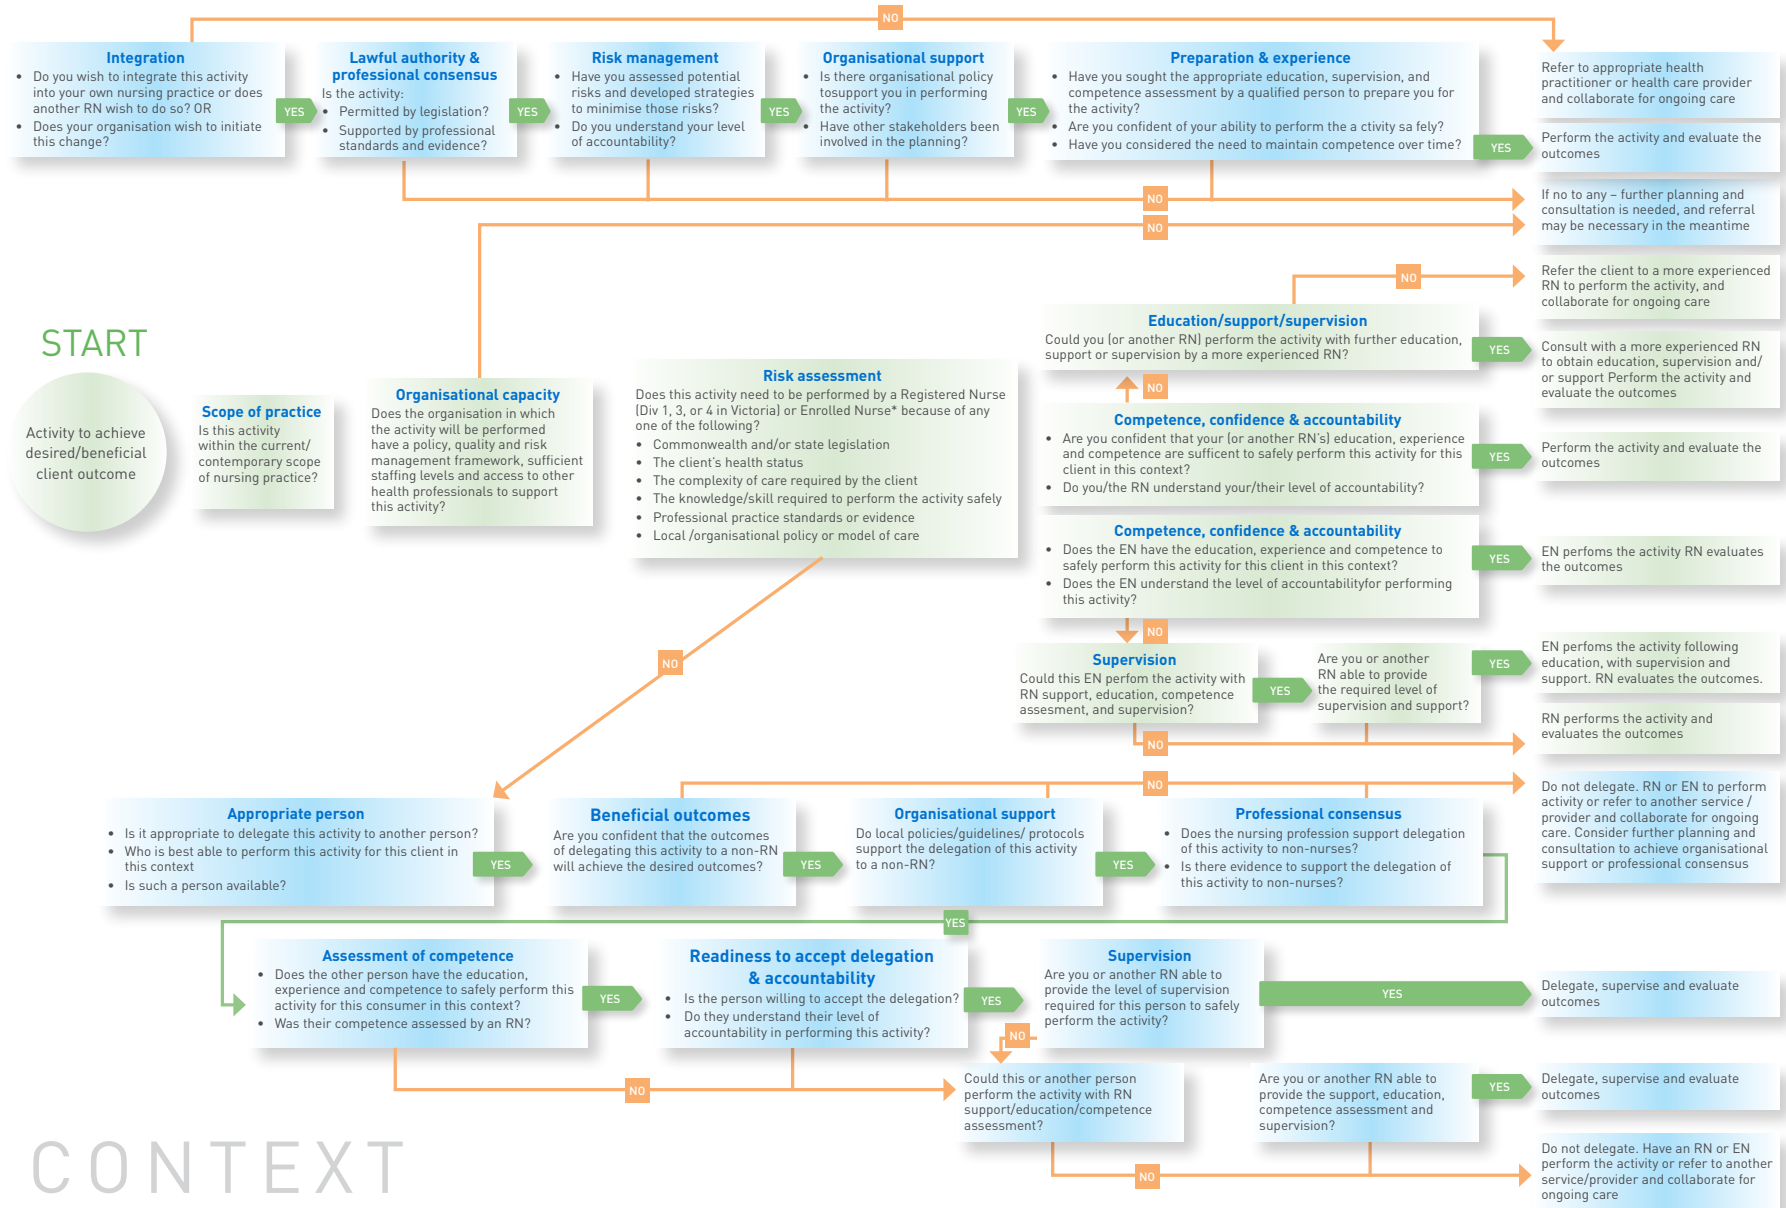 NO
Integration
• Do you wish to integrate this activity
into your own nursing practice or does
another RN wish to do so? OR
• Does your organisation wish to initiate
this change?
YES
Lawful authority &
professional consensus
Is the activity:
• Permitted by legislation?
• Supported by professional
standards and evidence?
YES
Risk management
• Have you assessed potential
risks and developed strategies
to minimise those risks?
• Do you understand your level
of accountability?
YES
Organisational support
• Is there organisational policy
tosupport you in performing
the activity?
• Have other stakeholders been
involved in the planning?
YES
Preparation & experience
• Have you sought the appropriate education, supervision, and
competence assessment by a qualified person to prepare you for
the activity?
• Are you confident of your ability to perform the a ctivity sa fely?
• Have you considered the need to maintain competence over time?
YES
Refer to appropriate health
practitioner or health care provider
and collaborate for ongoing care
Perform the activity and evaluate the
outcomes
NO
If no to any – further planning and
consultation is needed, and referral
may be necessary in the meantime
NO
START
Activity to achieve
desired/beneficial
client outcome
Scope of practice
Is this activity
within the current/
contemporary scope
of nursing practice?
Organisational capacity
Does the organisation in which
the activity will be performed
have a policy, quality and risk
management framework, sufficient
staffing levels and access to other
health professionals to support
this activity?
Risk assessment
Does this activity need to be performed by a Registered Nurse
(Div 1, 3, or 4 in Victoria) or Enrolled Nurse* because of any
one of the following?
• Commonwealth and/or state legislation
• The client's health status
• The complexity of care required by the client
• The knowledge/skill required to perform the activity safely
• Professional practice standards or evidence
• Local /organisational policy or model of care
NO
Refer the client to a more experienced
RN to perform the activity, and
collaborate for ongoing care
Education/support/supervision
Could you (or another RN) perform the activity with further education,
support or supervision by a more experienced RN?
YES
Consult with a more experienced RN
to obtain education, supervision and/
or support Perform the activity and
evaluate the outcomes
NO
Competence, confidence & accountability
• Are you confident that your (or another RN's) education, experience
and competence are sufficent to safely perform this activity for this
client in this context?
• Do you/the RN understand your/their level of accountability?
YES
Perform the activity and evaluate the
outcomes
Competence, confidence & accountability
• Does the EN have the education, experience and competence to
safely perform this activity for this client in this context?
• Does the EN understand the level of accountabilityfor performing
this activity?
YES
EN perfoms the activity RN evaluates
the outcomes
NO
Supervision
Could this EN perfom the activity with
RN support, education, competence
assesment, and supervision?
YES
Are you or another
RN able to provide
the required level of
supervision and support?
YES
EN perfoms the activity following
education, with supervision and
support. RN evaluates the outcomes.
NO
RN performs the activity and
evaluates the outcomes
NO
Appropriate person
• Is it appropriate to delegate this activity to another person?
• Who is best able to perform this activity for this client in
this context
• Is such a person available?
YES
Beneficial outcomes
Are you confident that the outcomes
of delegating this activity to a non-RN
will achieve the desired outcomes?
YES
Organisational support
Do local policies/guidelines/ protocols
support the delegation of this activity
to a non-RN?
YES
Professional consensus
• Does the nursing profession support delegation
of this activity to non-nurses?
• Is there evidence to support the delegation of
this activity to non-nurses?
NO
Do not delegate. RN or EN to perform
activity or refer to another service /
provider and collaborate for ongoing
care. Consider further planning and
consultation to achieve organisational
support or professional consensus
YES
Assessment of competence
• Does the other person have the education,
experience and competence to safely perform this
activity for this consumer in this context?
• Was their competence assessed by an RN?
YES
Readiness to accept delegation
& accountability
• Is the person willing to accept the delegation?
• Do they understand their level of
accountability in performing this activity?
YES
Supervision
Are you or another RN able to
provide the level of supervision
required for this person to safely
perform the activity?
YES
Delegate, supervise and evaluate
outcomes
NO
NO
Could this or another person
perform the activity with RN
support/education/competence
assessment?
Are you or another RN able to
provide the support, education,
competence assessment and
supervision?
YES
Delegate, supervise and evaluate
outcomes
NO
Do not delegate. Have an RN or EN
perform the activity or refer to another
service/provider and collaborate for
ongoing care
CONTEXT